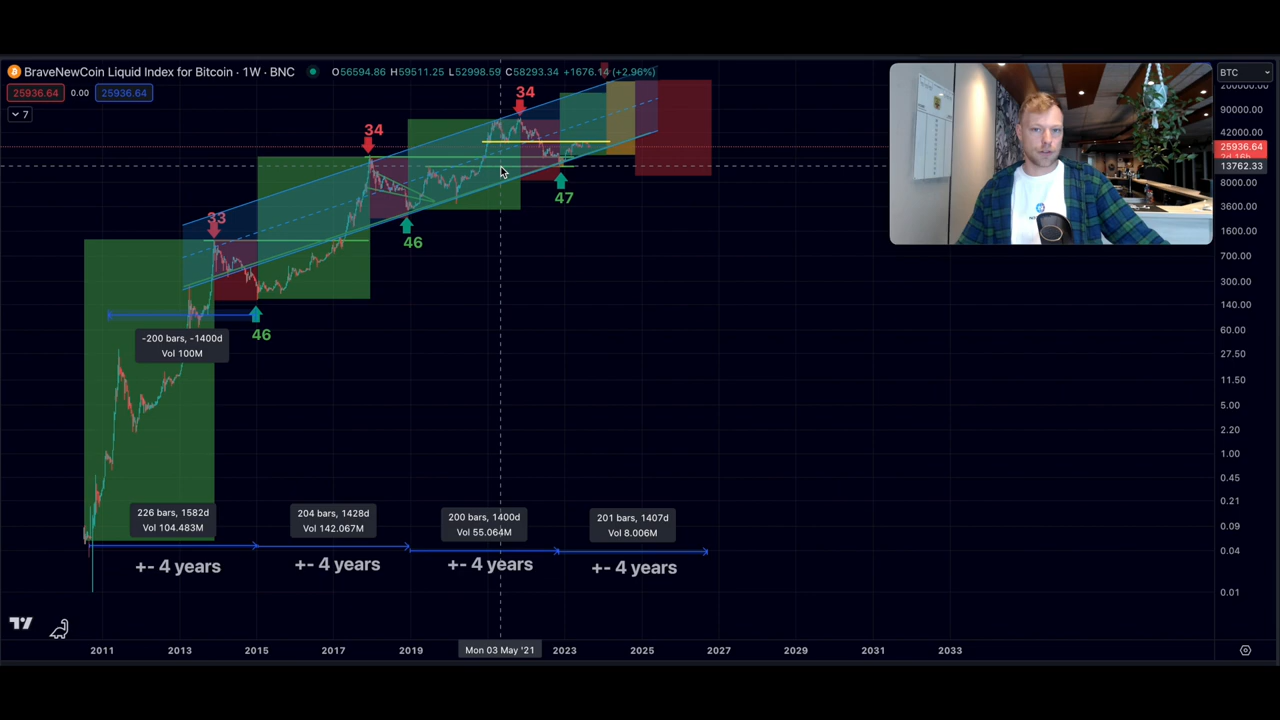 BraveNewCoin Liquid Index for Bitcoin · 1W · BNC
O56594.86 H59511.25 L52998.59 C58293.34 +1676.14 (+2.96%)
BTC
25936.64 0.00 25936.64
7
200000.00
90000.00
42000.00
25936.64
2d 16h
13762.33
8000.00
3600.00
1600.00
700.00
300.00
140.00
60.00
27.50
11.50
5.00
2.20
1.00
0.45
0.21
0.09
0.04
0.01
33
34
34
46
46
47
-200 bars, -1400d
Vol 100M
226 bars, 1582d
Vol 104.483M
204 bars, 1428d
Vol 142.067M
200 bars, 1400d
Vol 55.064M
201 bars, 1407d
Vol 8.006M
+- 4 years
+- 4 years
+- 4 years
+- 4 years
2011 2013 2015 2017 2019 Mon 03 May '21 2023 2025 2027 2029 2031 2033